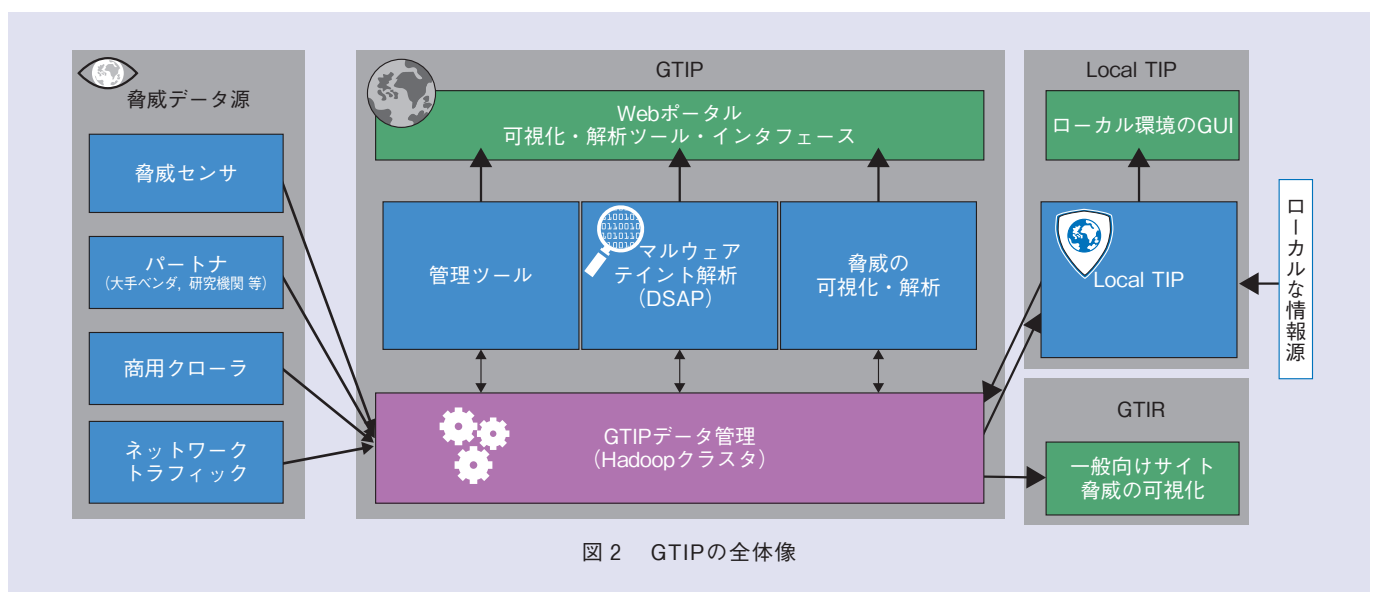 脅威データ源
脅威センサ
パートナ
(大手ベンダ,研究機関 等)
商用クローラ
ネットワーク
トラフィック
GTIP
Webポータル
可視化・解析ツール・インタフェース
管理ツール
マルウェア
テイント解析
(DSAP)
脅威の
可視化・解析
GTIPデータ管理
(Hadoopクラスタ)
Local TIP
ローカル環境のGUI
Local TIP
ローカルな情報源
GTIR
一般向けサイト
脅威の可視化
図2 GTIPの全体像